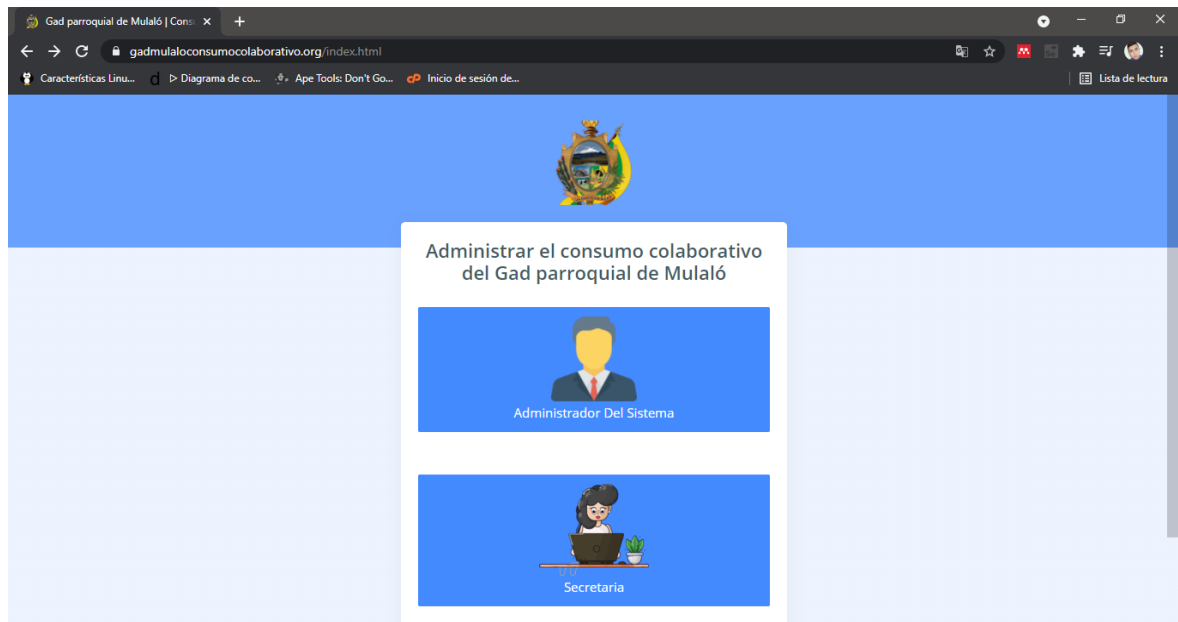 Gad parroquial de Mulaló | Cons
gadmulaloconsumocolaborativo.org/index.html
Características Linu...
d
Diagrama de co...
Ape Tools: Don't Go...
cP
Inicio de sesión de...
Lista de lectura
Administrar el consumo colaborativo
del Gad parroquial de Mulaló
Administrador Del Sistema
Secretaria